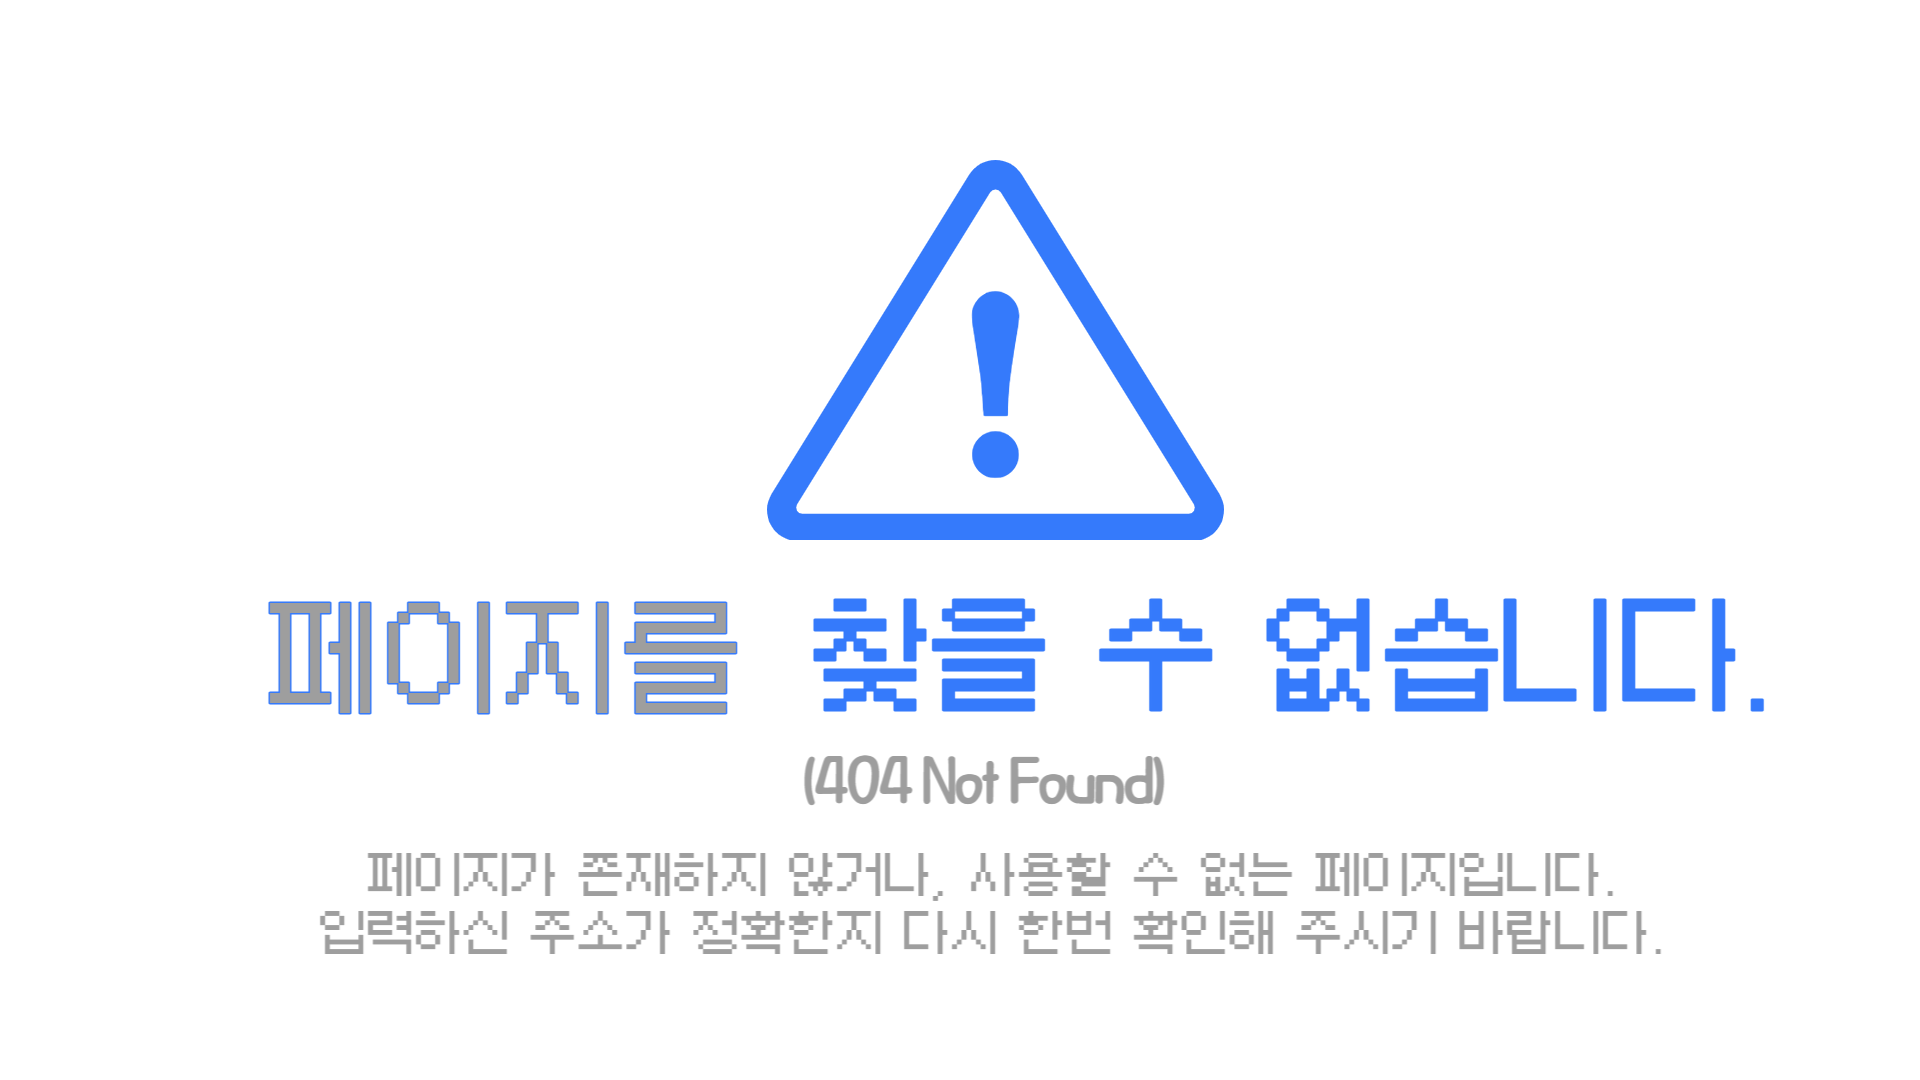 페이지를 찾을 수 없습니다.
(404 Not Found)
페이지가 존재하지 않거나, 사용할 수 없는 페이지입니다.
입력하신 주소가 정확한지 다시 한번 확인해 주시기 바랍니다.